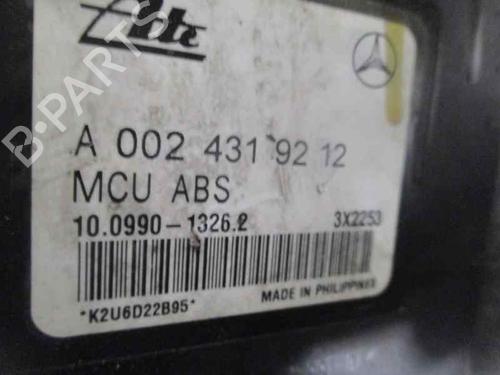 Ate
A 002 431 92 12
MCU ABS
10.0990-1326.2 3X2253
*K2U6D22B95* MADE IN PHILIPPINES
B-PARTS